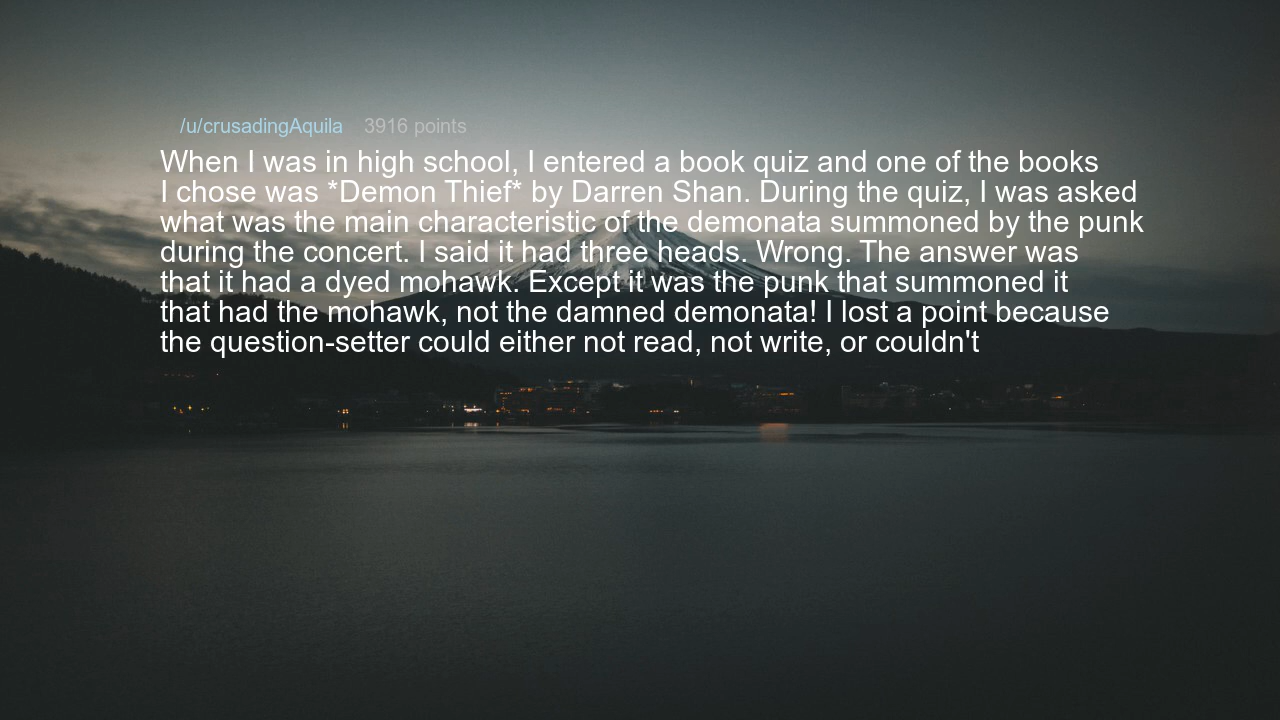 /u/crusadingAquila 3916 points
When I was in high school, I entered a book quiz and one of the books
I chose was *Demon Thief* by Darren Shan. During the quiz, I was asked
what was the main characteristic of the demonata summoned by the punk
during the concert. I said it had three heads. Wrong. The answer was
that it had a dyed mohawk. Except it was the punk that summoned it
that had the mohawk, not the damned demonata! I lost a point because
the question-setter could either not read, not write, or couldn't